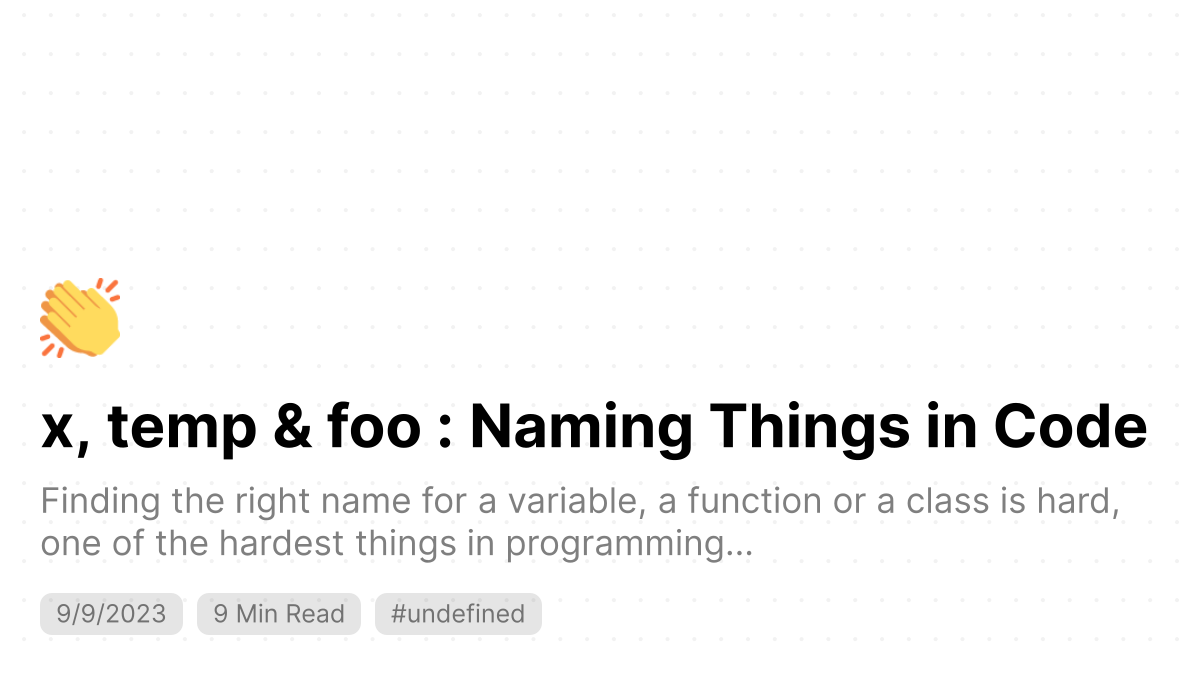 x, temp & foo : Naming Things in Code
Finding the right name for a variable, a function or a class is hard,
one of the hardest things in programming...
9/9/2023
9 Min Read
#undefined